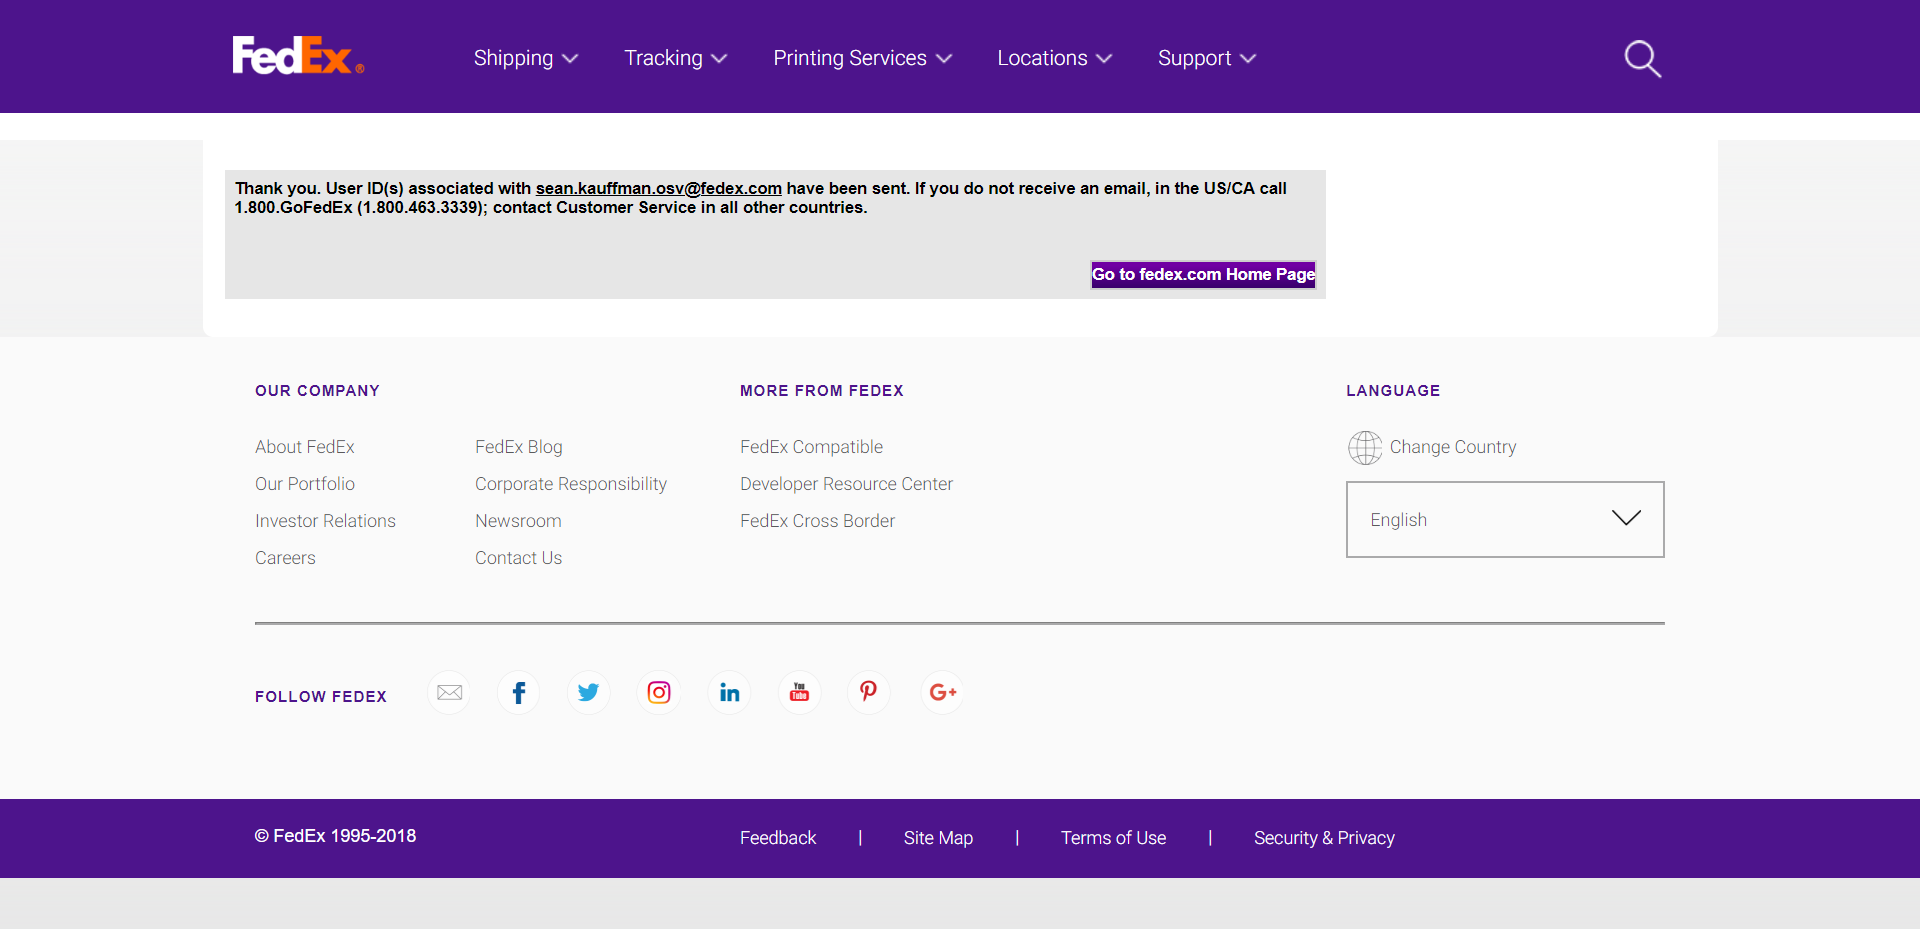 FedEx®
Shipping
Tracking
Printing Services
Locations
Support
Thank you. User ID(s) associated with sean.kauffman.osv@fedex.com have been sent. If you do not receive an email, in the US/CA call
1.800.GoFedEx (1.800.463.3339); contact Customer Service in all other countries.
Go to fedex.com Home Page
OUR COMPANY
About FedEx
Our Portfolio
Investor Relations
Careers
FedEx Blog
Corporate Responsibility
Newsroom
Contact Us
MORE FROM FEDEX
FedEx Compatible
Developer Resource Center
FedEx Cross Border
LANGUAGE
Change Country
English
FOLLOW FEDEX
f
in
You
Tube
G+
© FedEx 1995-2018
Feedback | Site Map | Terms of Use | Security & Privacy